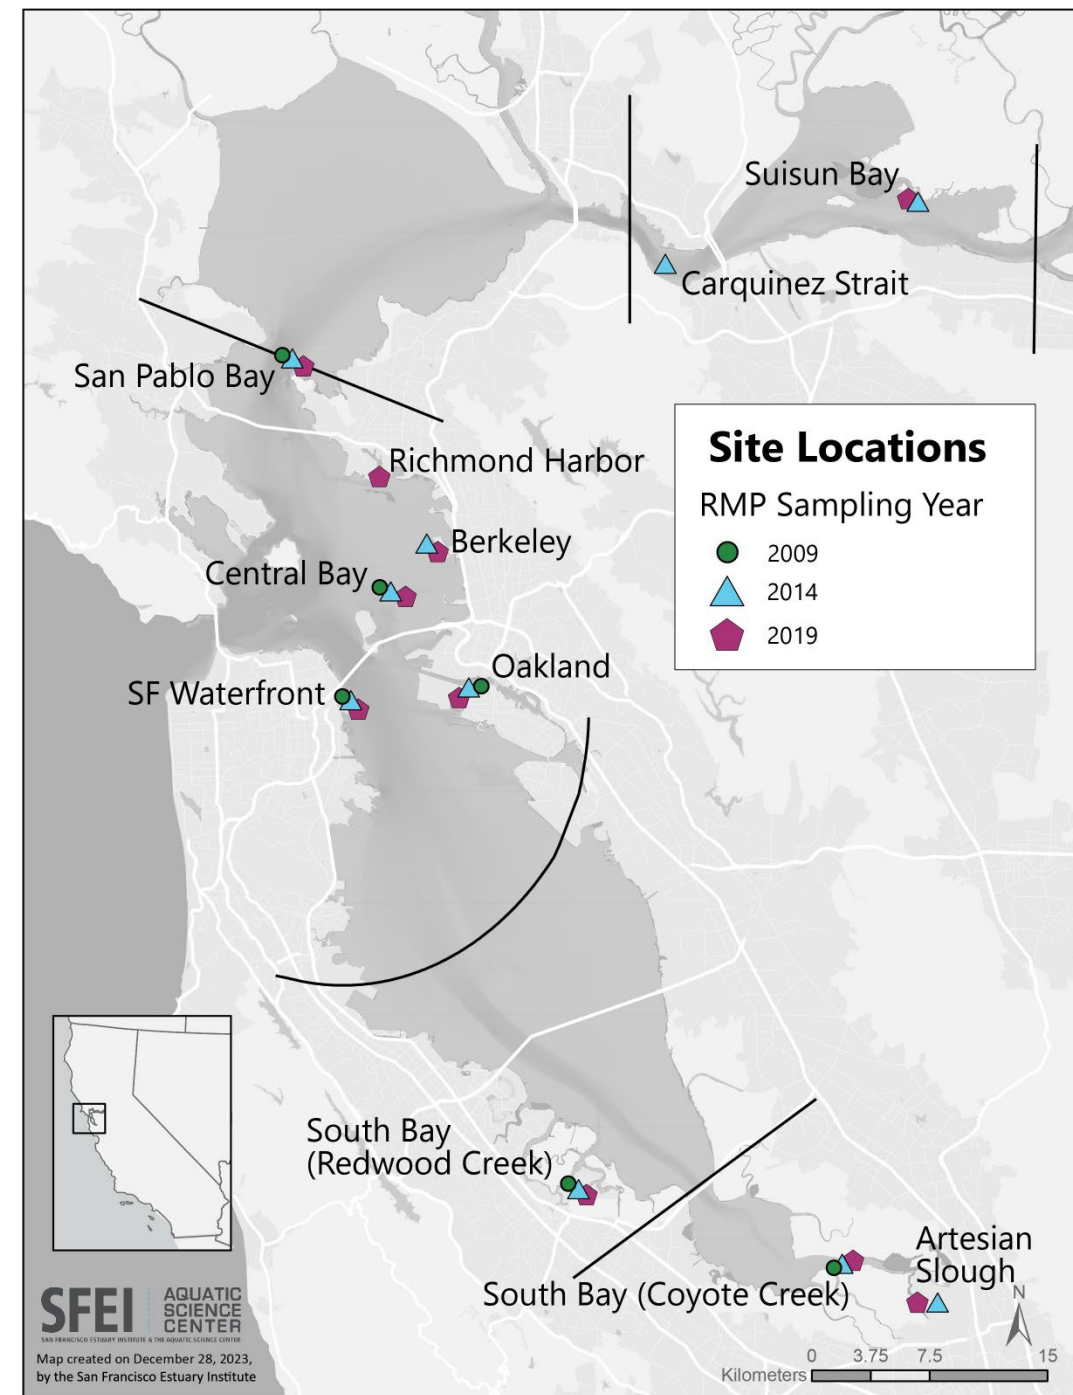 Suisun Bay
Carquinez Strait
San Pablo Bay
Richmond Harbor
Berkeley
Central Bay
Oakland
SF Waterfront
Site Locations
RMP Sampling Year
2009
2014
2019
South Bay
(Redwood Creek)
South Bay (Coyote Creek)
Artesian
Slough
N
0 3.75 7.5 15
Kilometers
SFEI
AQUATIC
SCIENCE
CENTER
SAN FRANCISCO ESTUARY INSTITUTE & THE AQUATIC SCIENCE CENTER
Map created on December 28, 2023,
by the San Francisco Estuary Institute